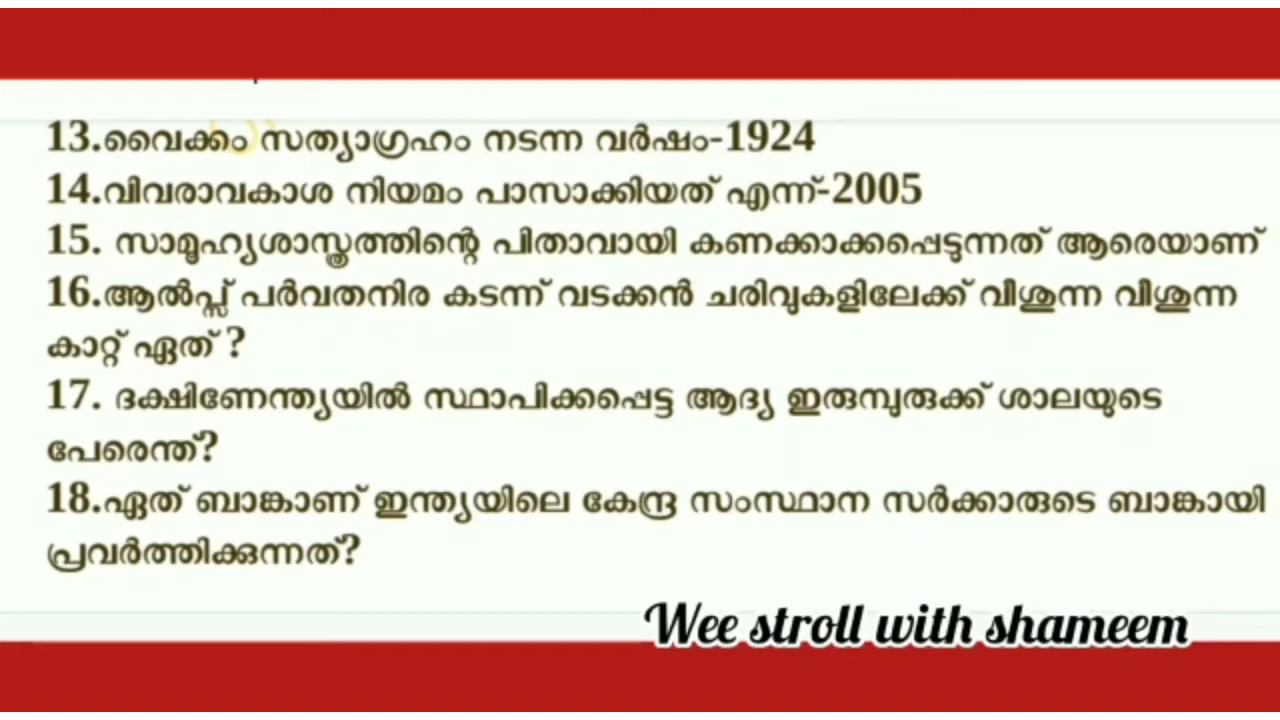 13.വൈക്കം സത്യാഗ്രഹം നടന്ന വർഷം-1924
14.വിവരാവകാശ നിയമം പാസാക്കിയത് എന്ന്-2005
15. സാമൂഹ്യശാസ്ത്രത്തിന്റെ പിതാവായി കണക്കാക്കപ്പെടുന്നത് ആരെയാണ്
16.ആൽപ്സ് പർവതനിര കടന്ന് വടക്കൻ ചരിവുകളിലേക്ക് വീശുന്ന വീശുന്ന
കാറ്റ് ഏത് ?
17. ദക്ഷിണേന്ത്യയിൽ സ്ഥാപിക്കപ്പെട്ട ആദ്യ ഇരുമ്പുരുക്ക് ശാലയുടെ
പേരെന്ത്?
18.ഏത് ബാങ്കാണ് ഇന്ത്യയിലെ കേന്ദ്ര സംസ്ഥാന സർക്കാരുടെ ബാങ്കായി
പ്രവർത്തിക്കുന്നത്?
Wee stroll with shameem